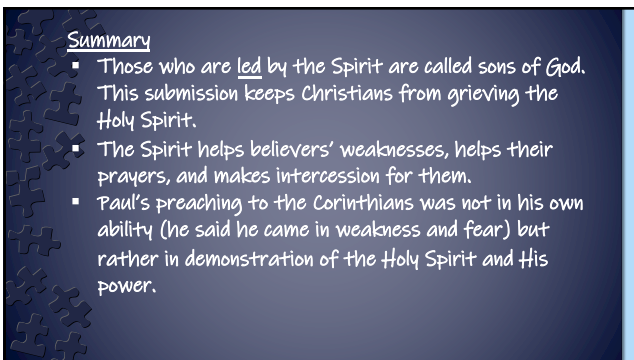 Summary
▪ Those who are led by the Spirit are called sons of God.
This submission keeps Christians from grieving the
Holy Spirit.
▪ The Spirit helps believers' weaknesses, helps their
prayers, and makes intercession for them.
▪ Paul's preaching to the Corinthians was not in his own
ability (he said he came in weakness and fear) but
rather in demonstration of the Holy Spirit and His
power.